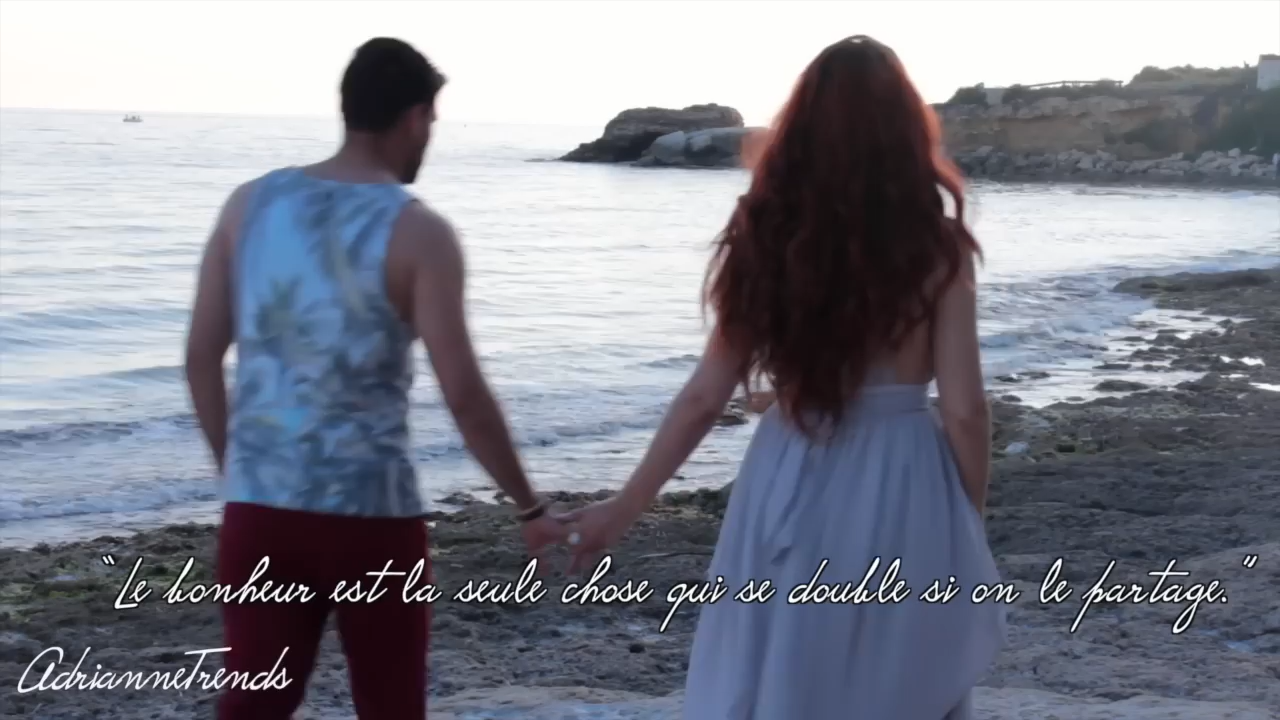 “Le bonheur est la seule chose qui se double si on le partage.”
AdrianneTrends